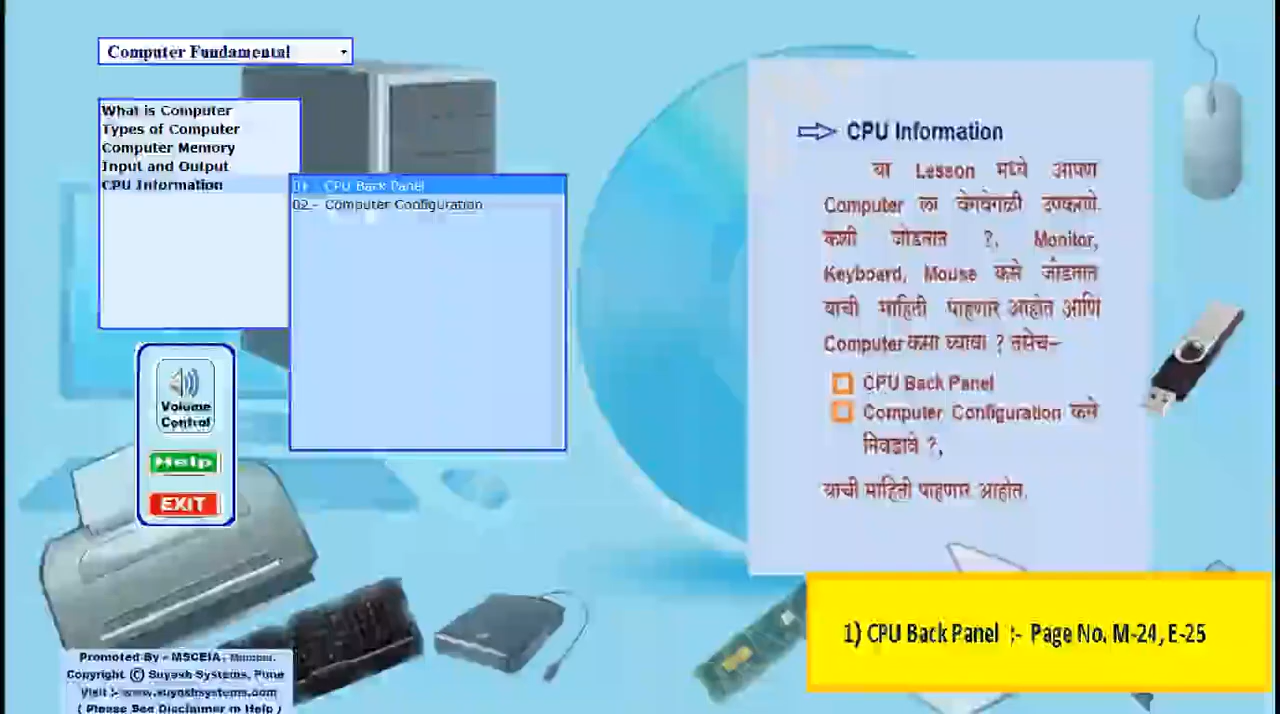 Computer Fundamental
What is Computer
Types of Computer
Computer Memory
Input and Output
CPU Information
01 - CPU Back Panel
02 - Computer Configuration
Volume
Control
Help
EXIT
CPU Information
या Lesson मध्ये आपण
Computer ला वेगवेगळी उपकरणे
कशी जोडतात ?, Monitor,
Keyboard, Mouse कसे जोडतात
याची माहिती पाहणार आहोत आणि
Computer कसा घ्यावा ? तसेच-
CPU Back Panel
Computer Configuration कसे
निवडावे ?,
याची माहिती पाहणार आहोत.
1) CPU Back Panel :- Page No. M-24, E-25
Promoted By - MSCEIA, Mumbai.
Copyright © Suyash Systems, Pune
Visit :- www.suyashsystems.com
( Please See Disclaimer in Help )